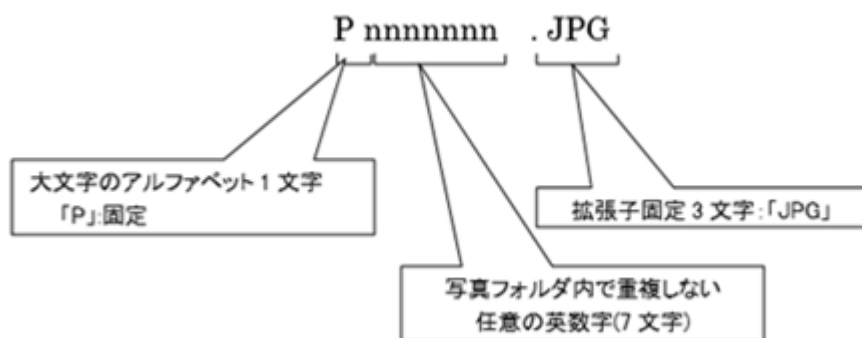 P nnnnnnn . JPG
大文字のアルファベット1文字
「P」:固定
拡張子固定3文字:「JPG」
写真フォルダ内で重複しない
任意の英数字(7文字)